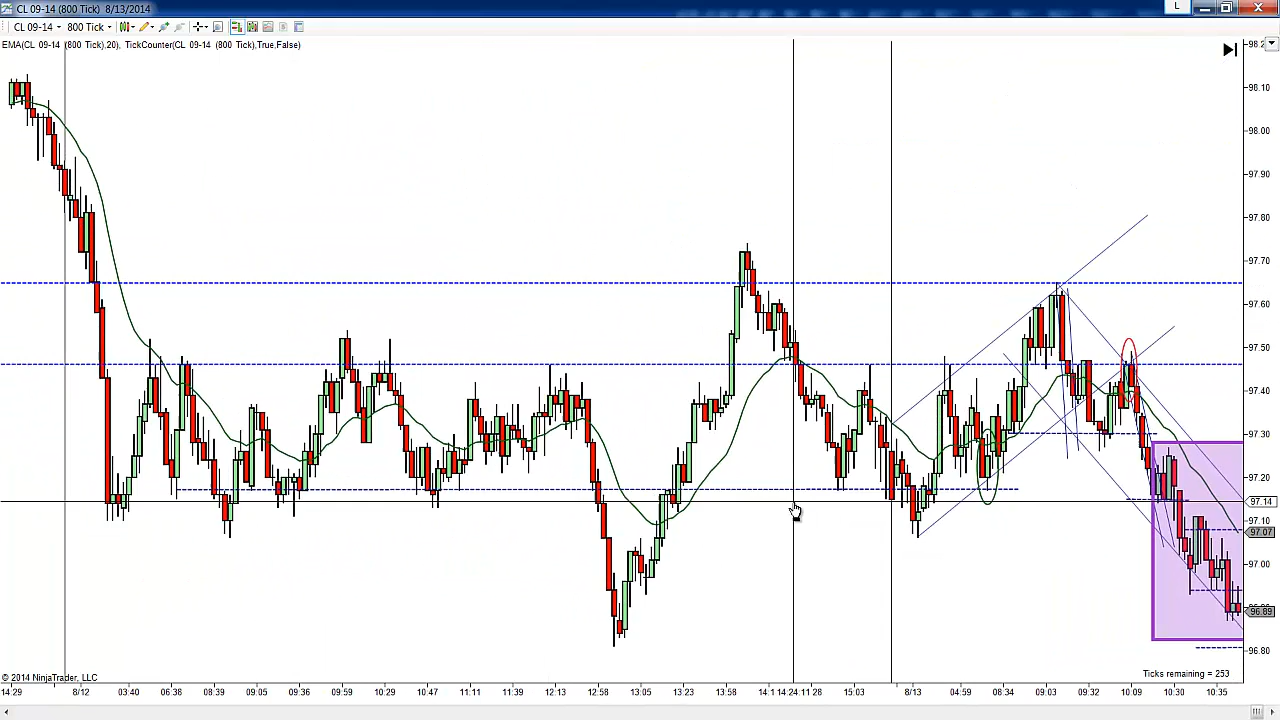 CL 09-14 (800 Tick) 8/13/2014
L
CL 09-14 800 Tick
EMA(CL 09-14 (800 Tick),20), TickCounter(CL 09-14 (800 Tick),True,False)
98.10
98.00
97.90
97.80
97.70
97.60
97.50
97.40
97.30
97.20
97.14
97.10
97.07
97.00
96.89
96.80
© 2014 NinjaTrader, LLC
Ticks remaining = 253
14:29 8/12 03:40 06:38 08:39 09:05 09:36 09:59 10:29 10:47 11:11 11:39 12:13 12:58 13:05 13:23 13:58 14:24:11 28 15:03 8/13 04:59 08:34 09:03 09:32 10:09 10:30 10:35